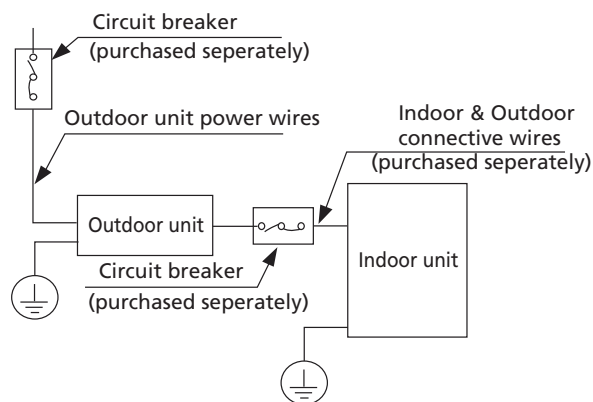 Circuit breaker
(purchased seperately)
Outdoor unit power wires
Indoor & Outdoor
connective wires
(purchased seperately)
Outdoor unit
Circuit breaker
(purchased seperately)
Indoor unit